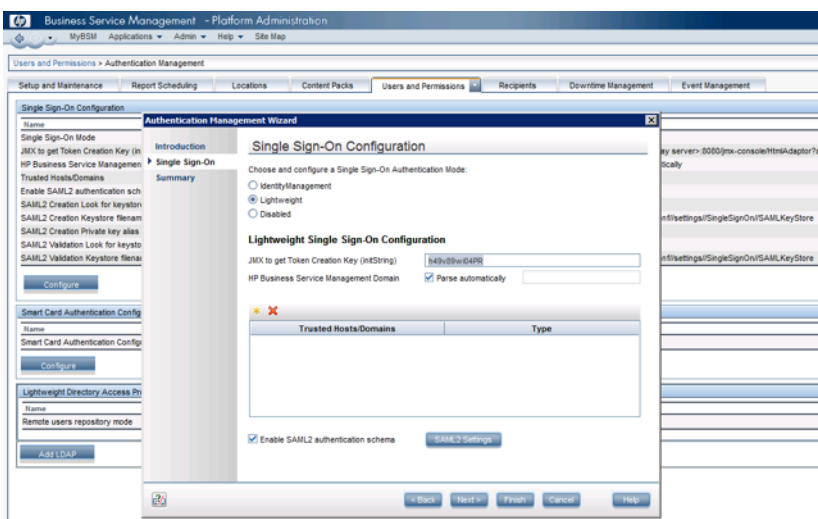 hp Business Service Management - Platform Administration
MyBSM Applications Admin Help Site Map
Users and Permissions > Authentication Management
Setup and Maintenance Report Scheduling Locations Content Packs Users and Permissions Recipients Downtime Management Event Management
Single Sign-On Configuration
Name
Single Sign-On Mode
JMX to get Token Creation Key (in
ay server>:8080/jmx-console/HtmlAdaptor?a
HP Business Service Managemen
tically
Trusted Hosts/Domains
Enable SAML2 authentication sch
SAML2 Creation Look for keystor
SAML2 Creation Keystore filenam
nf//settings//SingleSignOn//SAMLKeyStore
SAML2 Creation Private key alias
SAML2 Validation Look for keysto
SAML2 Validation Keystore filena
nf//settings//SingleSignOn//SAMLKeyStore
Configure
Smart Card Authentication Config
Name
Smart Card Authentication Config
Configure
Lightweight Directory Access Pr
Name
Remote users repository mode
Add LDAP
Authentication Management Wizard
Introduction
Single Sign-On
Summary
Single Sign-On Configuration
Choose and configure a Single Sign-On Authentication Mode:
IdentityManagement
Lightweight
Disabled
Lightweight Single Sign-On Configuration
JMX to get Token Creation Key (initString) h49v89wi04PR
HP Business Service Management Domain Parse automatically
Trusted Hosts/Domains Type
Enable SAML2 authentication schema SAML2 Settings
< Back Next > Finish Cancel Help